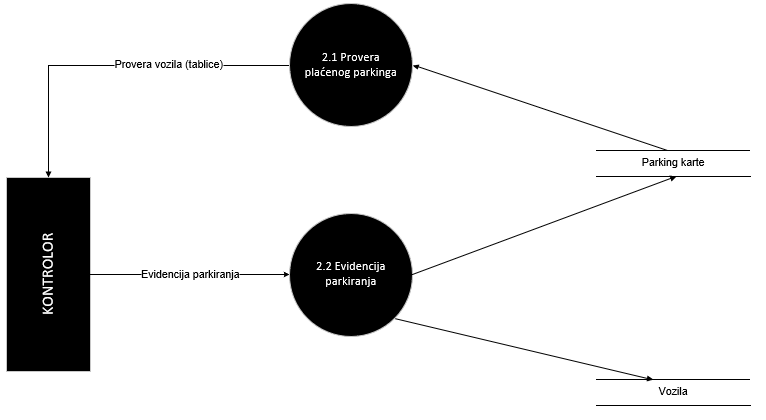 2.1 Provera
plaćenog parkinga
Provera vozila (tablice)
Parking karte
KONTROLOR
Evidencija parkiranja
2.2 Evidencija
parkiranja
Vozila